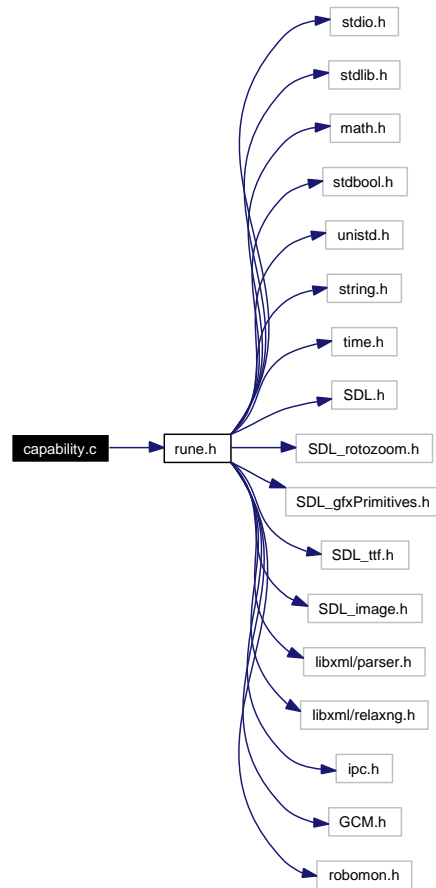 stdio.h
stdlib.h
math.h
stdbool.h
unistd.h
string.h
time.h
SDL.h
capability.c
rune.h
SDL_rotozoom.h
SDL_gfxPrimitives.h
SDL_ttf.h
SDL_image.h
libxml/parser.h
libxml/relaxng.h
ipc.h
GCM.h
robomon.h